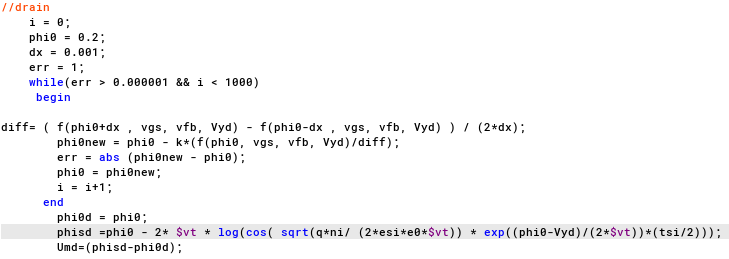 //drain
i = 0;
phi0 = 0.2;
dx = 0.001;
err = 1;
while(err > 0.000001 && i < 1000)
begin
diff= ( f(phi0+dx , vgs, vfb, Vyd) - f(phi0-dx , vgs, vfb, Vyd) ) / (2*dx);
phi0new = phi0 - k*(f(phi0, vgs, vfb, Vyd)/diff);
err = abs (phi0new - phi0);
phi0 = phi0new;
i = i+1;
end
phi0d = phi0;
phisd =phi0 - 2* $vt * log(cos( sqrt(q*ni/ (2*esi*e0*$vt)) * exp((phi0-Vyd)/(2*$vt))*(tsi/2)));
Umd=(phisd-phi0d);